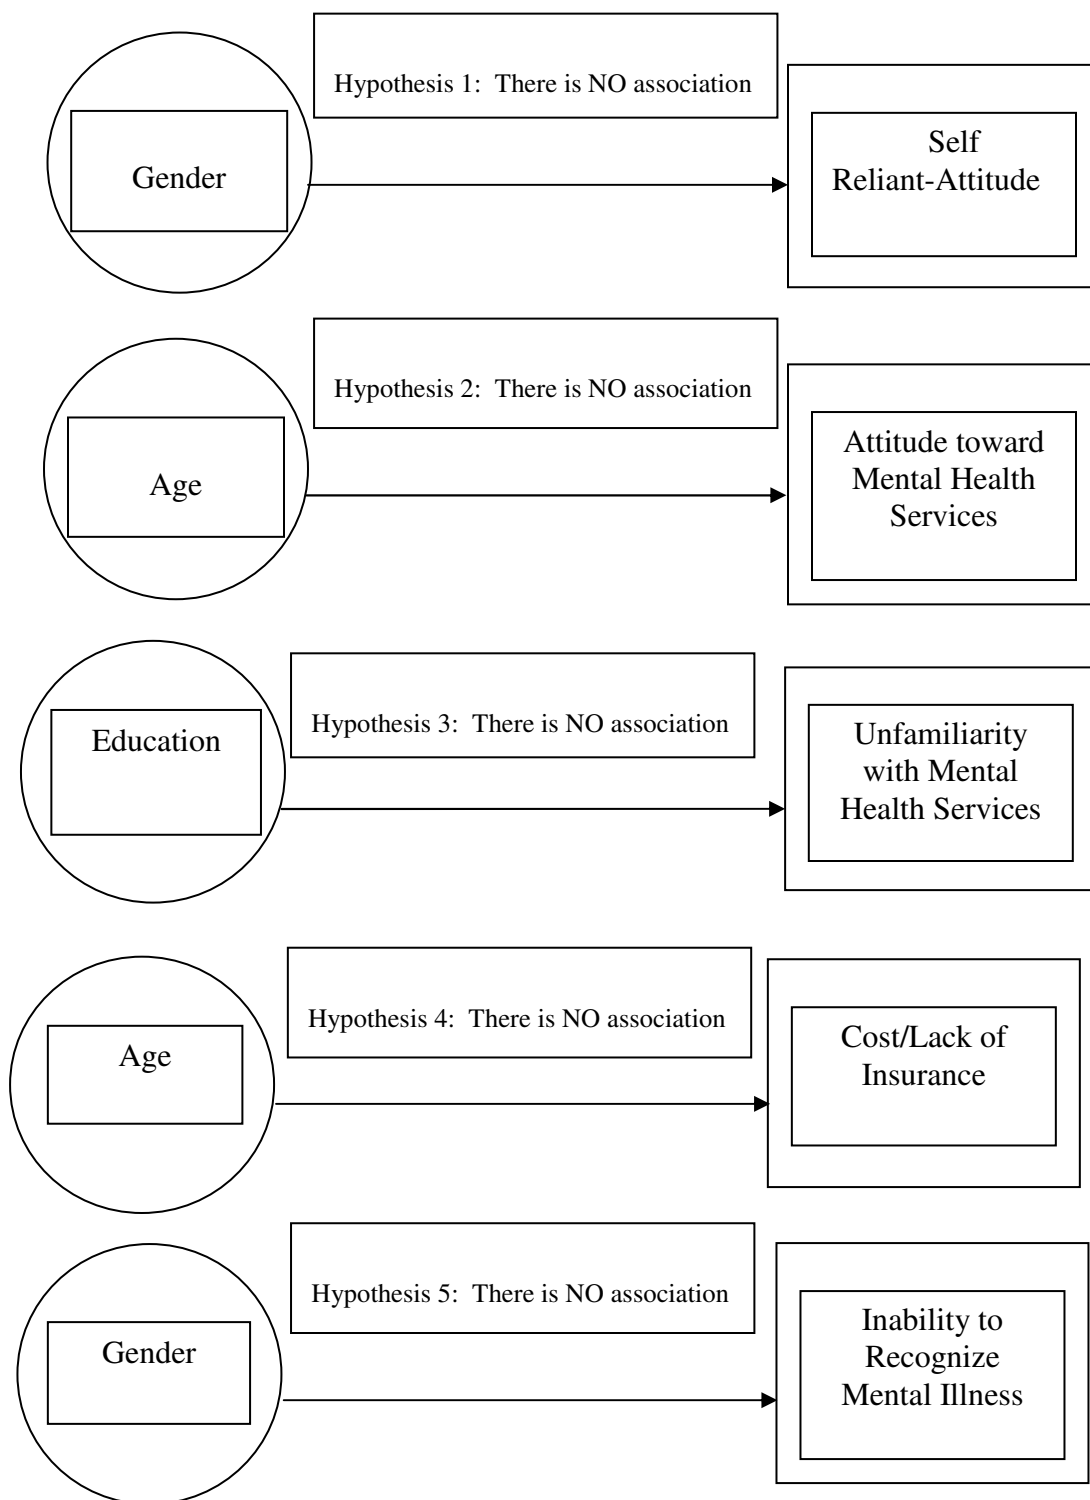 Hypothesis 1:  There is NO association
Gender
Self
Reliant-Attitude
Hypothesis 2:  There is NO association
Age
Attitude toward
Mental Health
Services
Hypothesis 3:  There is NO association
Education
Unfamiliarity
with Mental
Health Services
Hypothesis 4:  There is NO association
Age
Cost/Lack of
Insurance
Hypothesis 5:  There is NO association
Gender
Inability to
Recognize
Mental Illness